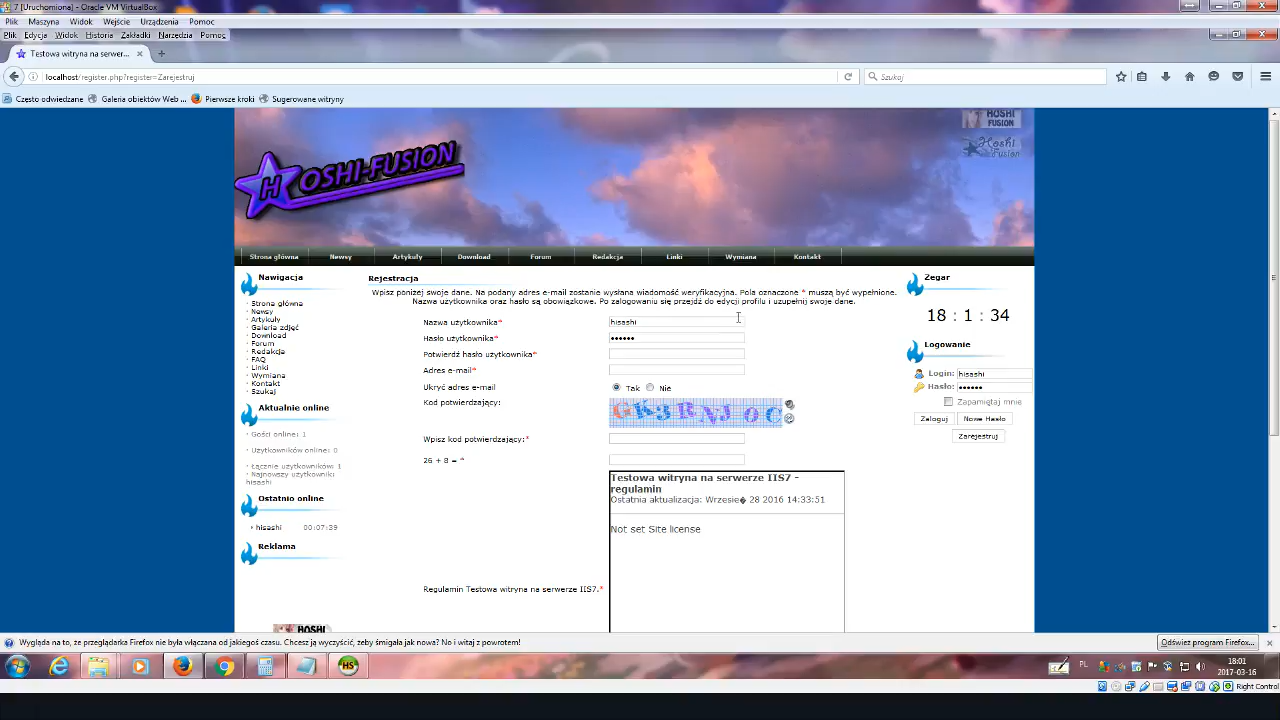 7 [Uruchomiona] - Oracle VM VirtualBox
Plik Maszyna Widok Wejście Urządzenia Pomoc
Plik Edycja Widok Historia Zakładki Narzędzia Pomoc
Testowa witryna na serwer...
localhost/register.php?register=Zarejestruj
Szukaj
Często odwiedzane Galeria obiektów Web ... Pierwsze kroki Sugerowane witryny
HOSHI-FUSION
HOSHI FUSION
Hoshi Fusion
Strona główna Newsy Artykuły Download Forum Redakcja Linki Wymiana Kontakt
Nawigacja
Strona główna
Newsy
Artykuły
Galeria zdjęć
Download
Forum
Redakcja
FAQ
Linki
Wymiana
Kontakt
Szukaj
Aktualnie online
Gości online: 1
Użytkowników online: 0
Łącznie użytkowników: 1
Najnowszy użytkownik:
hisashi
Ostatnio online
hisashi 00:07:39
Reklama
HOSHI
Rejestracja
Wpisz poniżej swoje dane. Na podany adres e-mail zostanie wysłana wiadomość weryfikacyjna. Pola oznaczone * muszą być wypełnione.
Nazwa użytkownika oraz hasło są obowiązkowe. Po zalogowaniu się przejdź do edycji profilu i uzupełnij swoje dane.
Nazwa użytkownika* hisashi
Hasło użytkownika* ••••••
Potwierdź hasło użytkownika*
Adres e-mail*
Ukryć adres e-mail Tak Nie
Kod potwierdzający: GK3RNJ0C
Wpisz kod potwierdzający:*
26 + 8 = *
Testowa witryna na serwerze IIS7 -
regulamin
Ostatnia aktualizacja: Wrzesie� 28 2016 14:33:51
Not set Site license
Regulamin Testowa witryna na serwerze IIS7.*
Zegar
18 : 1 : 34
Logowanie
Login: hisashi
Hasło: ••••••
Zapamiętaj mnie
Zaloguj Nowe Hasło
Zarejestruj
Wygląda na to, że przeglądarka Firefox nie była włączona od jakiegoś czasu. Chcesz ją wyczyścić, żeby śmigała jak nowa? No i witaj z powrotem!
Odśwież program Firefox...
HS
PL
18:01
2017-03-16
Right Control